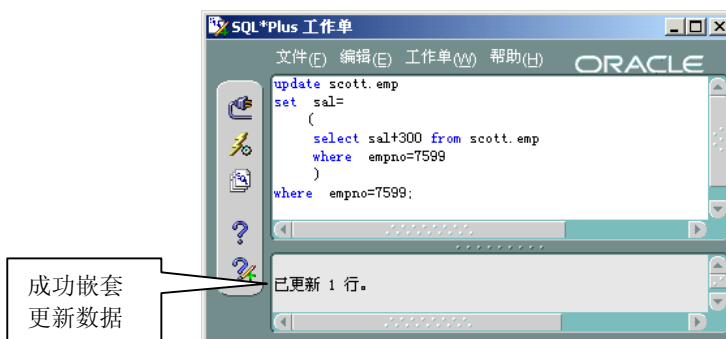 SQL*Plus 工作单
文件(F) 编辑(E) 工作单(W) 帮助(H) ORACLE
update scott.emp
set sal=
(
select sal+300 from scott.emp
where empno=7599
)
where empno=7599;
已更新 1 行。
成功嵌套
更新数据